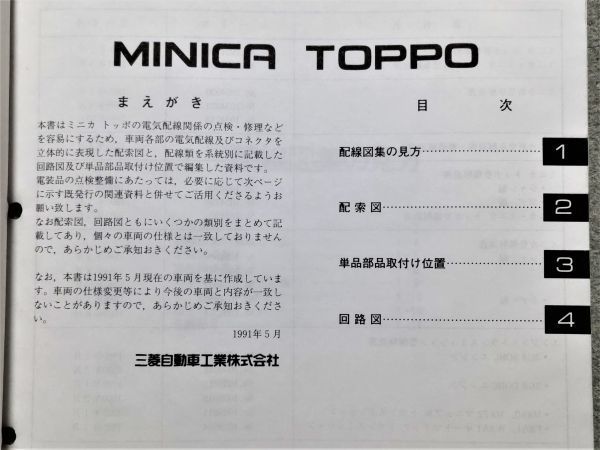 MINICA TOPPO
まえがき
本書はミニカ トッポの電気配線関係の点検・修理など
を容易にするため，車両各部の電気配線及びコネクタを
立体的に表現した配索図と，配線類を系統別に記載した
回路図及び単品部品取付け位置で編集した資料です。
電装品の点検整備にあたっては，必要に応じて次ページ
に示す既発行の関連資料と併せてご活用くださるようお
願い致します。
なお配索図，回路図ともにいくつかの類別をまとめて記
載してあり，個々の車両の仕様とは一致しておりません
ので，あらかじめご承知おきください。
なお，本書は1991年5月現在の車両を基に作成していま
す。車両の仕様変更等により今後の車両と内容が一致し
ないことがありますので，あらかじめご承知おきくださ
い。
1991年5月
三菱自動車工業株式会社
目次
配線図集の見方 1
配索図 2
単品部品取付け位置 3
回路図 4